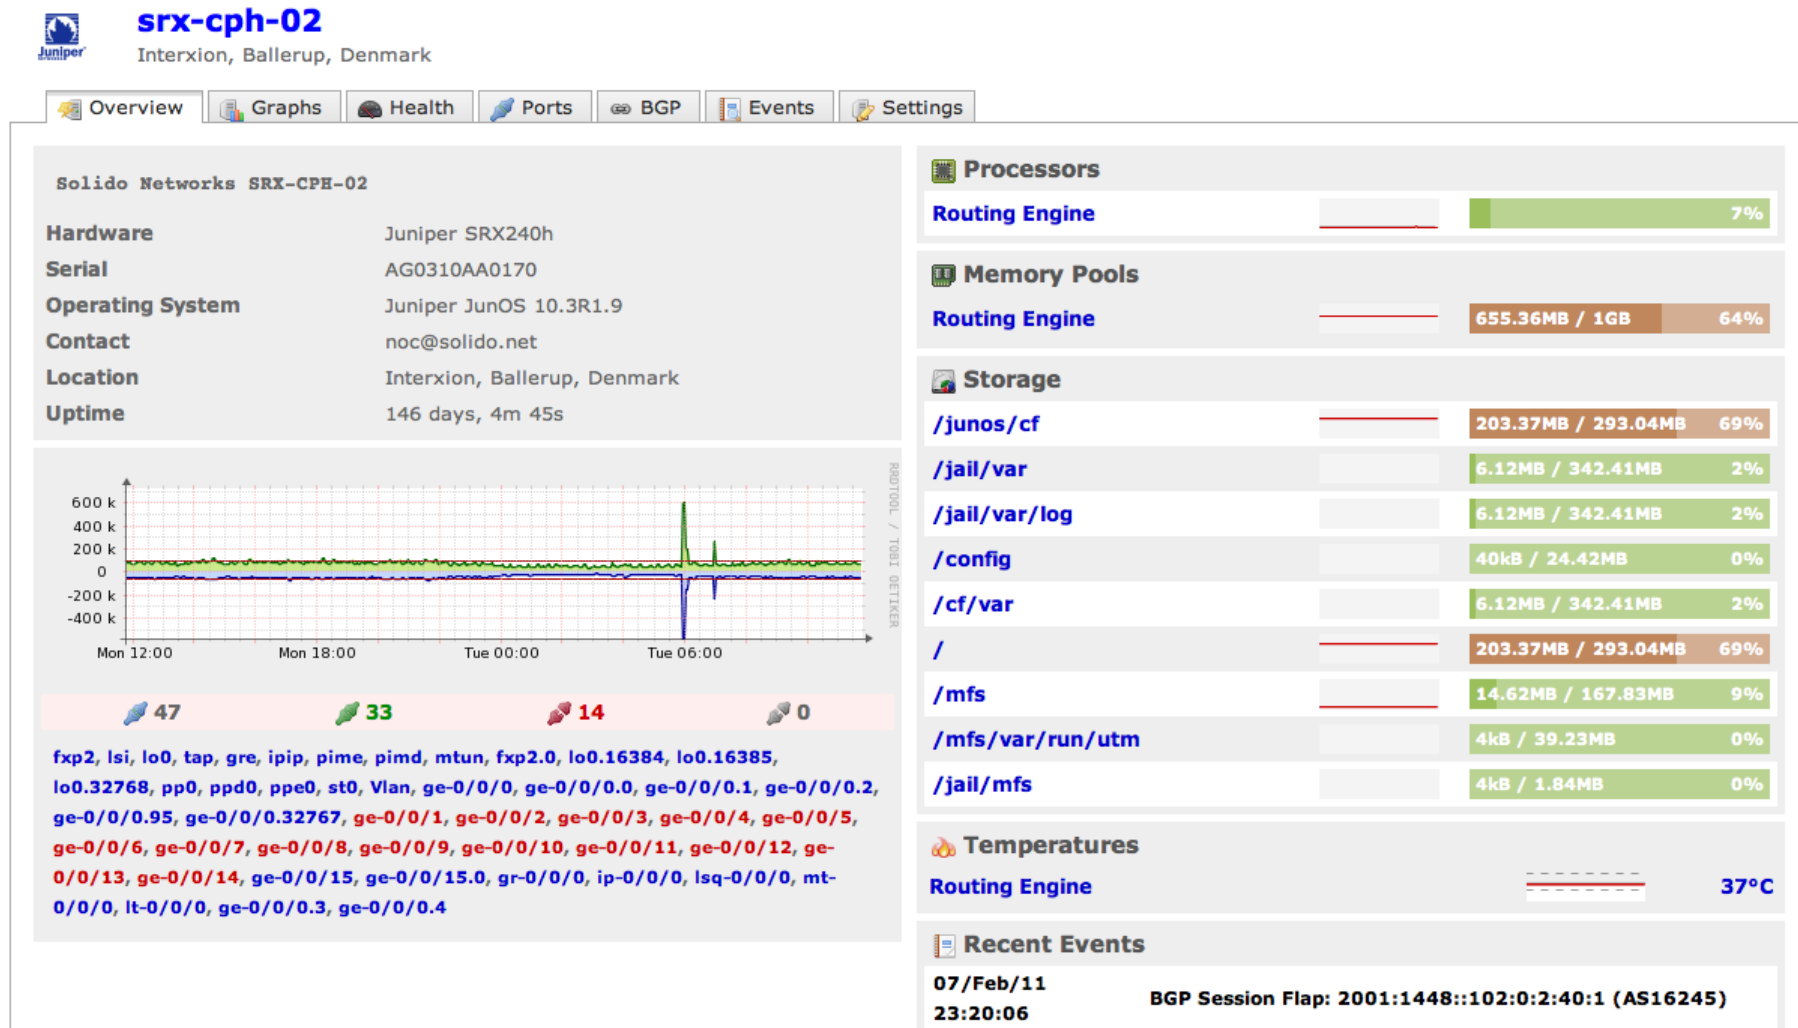 Juniper
srx-cph-02
Interxion, Ballerup, Denmark
Overview Graphs Health Ports BGP Events Settings
Solido Networks SRX-CPH-02
Hardware Juniper SRX240h
Serial AG0310AA0170
Operating System Juniper JunOS 10.3R1.9
Contact noc@solido.net
Location Interxion, Ballerup, Denmark
Uptime 146 days, 4m 45s
600 k
400 k
200 k
0
-200 k
-400 k
Mon 12:00 Mon 18:00 Tue 00:00 Tue 06:00
RRDTOOL / TOBI OETIKER
47 33 14 0
fxp2, lsi, lo0, tap, gre, ipip, pime, pimd, mtun, fxp2.0, lo0.16384, lo0.16385,
lo0.32768, pp0, ppd0, ppe0, st0, Vlan, ge-0/0/0, ge-0/0/0.0, ge-0/0/0.1, ge-0/0/0.2,
ge-0/0/0.95, ge-0/0/0.32767, ge-0/0/1, ge-0/0/2, ge-0/0/3, ge-0/0/4, ge-0/0/5,
ge-0/0/6, ge-0/0/7, ge-0/0/8, ge-0/0/9, ge-0/0/10, ge-0/0/11, ge-0/0/12, ge-
0/0/13, ge-0/0/14, ge-0/0/15, ge-0/0/15.0, gr-0/0/0, ip-0/0/0, lsq-0/0/0, mt-
0/0/0, lt-0/0/0, ge-0/0/0.3, ge-0/0/0.4
Processors
Routing Engine 7%
Memory Pools
Routing Engine 655.36MB / 1GB 64%
Storage
/junos/cf 203.37MB / 293.04MB 69%
/jail/var 6.12MB / 342.41MB 2%
/jail/var/log 6.12MB / 342.41MB 2%
/config 40kB / 24.42MB 0%
/cf/var 6.12MB / 342.41MB 2%
/ 203.37MB / 293.04MB 69%
/mfs 14.62MB / 167.83MB 9%
/mfs/var/run/utm 4kB / 39.23MB 0%
/jail/mfs 4kB / 1.84MB 0%
Temperatures
Routing Engine 37°C
Recent Events
07/Feb/11
23:20:06
BGP Session Flap: 2001:1448::102:0:2:40:1 (AS16245)